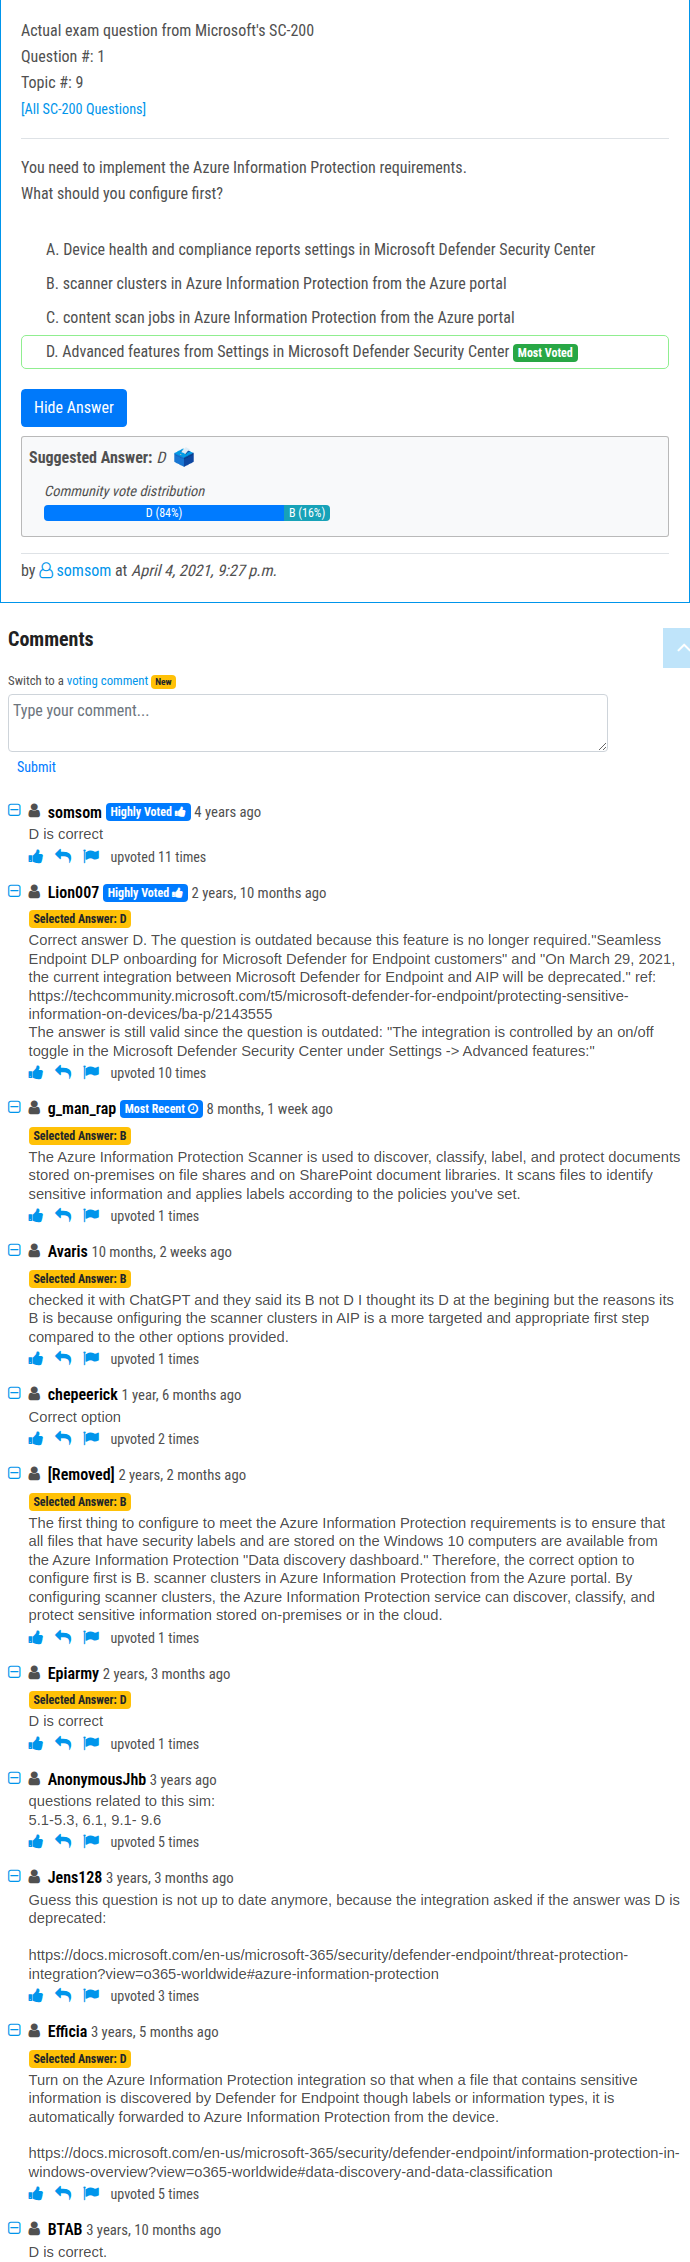 Actual exam question from Microsoft's SC-200
Question #: 1
Topic #: 9
[All SC-200 Questions]
You need to implement the Azure Information Protection requirements.
What should you configure first?
A. Device health and compliance reports settings in Microsoft Defender Security Center
B. scanner clusters in Azure Information Protection from the Azure portal
C. content scan jobs in Azure Information Protection from the Azure portal
D. Advanced features from Settings in Microsoft Defender Security Center Most Voted
Hide Answer
Suggested Answer: D
Community vote distribution
D (84%) B (16%)
by somsom at April 4, 2021, 9:27 p.m.
Comments
Switch to a voting comment New
Type your comment...
Submit
somsom Highly Voted 4 years ago
D is correct
upvoted 11 times
Lion007 Highly Voted 2 years, 10 months ago
Selected Answer: D
Correct answer D. The question is outdated because this feature is no longer required."Seamless
Endpoint DLP onboarding for Microsoft Defender for Endpoint customers" and "On March 29, 2021,
the current integration between Microsoft Defender for Endpoint and AIP will be deprecated." ref:
https://techcommunity.microsoft.com/t5/microsoft-defender-for-endpoint/protecting-sensitive-
information-on-devices/ba-p/2143555
The answer is still valid since the question is outdated: "The integration is controlled by an on/off
toggle in the Microsoft Defender Security Center under Settings -> Advanced features:"
upvoted 10 times
g_man_rap Most Recent 8 months, 1 week ago
Selected Answer: B
The Azure Information Protection Scanner is used to discover, classify, label, and protect documents
stored on-premises on file shares and on SharePoint document libraries. It scans files to identify
sensitive information and applies labels according to the policies you've set.
upvoted 1 times
Avaris 10 months, 2 weeks ago
Selected Answer: B
checked it with ChatGPT and they said its B not D I thought its D at the begining but the reasons its
B is because onfiguring the scanner clusters in AIP is a more targeted and appropriate first step
compared to the other options provided.
upvoted 1 times
chepeerick 1 year, 6 months ago
Correct option
upvoted 2 times
[Removed] 2 years, 2 months ago
Selected Answer: B
The first thing to configure to meet the Azure Information Protection requirements is to ensure that
all files that have security labels and are stored on the Windows 10 computers are available from
the Azure Information Protection "Data discovery dashboard." Therefore, the correct option to
configure first is B. scanner clusters in Azure Information Protection from the Azure portal. By
configuring scanner clusters, the Azure Information Protection service can discover, classify, and
protect sensitive information stored on-premises or in the cloud.
upvoted 1 times
Epiarmy 2 years, 3 months ago
Selected Answer: D
D is correct
upvoted 1 times
AnonymousJhb 3 years ago
questions related to this sim:
5.1-5.3, 6.1, 9.1- 9.6
upvoted 5 times
Jens128 3 years, 3 months ago
Guess this question is not up to date anymore, because the integration asked if the answer was D is
deprecated:
https://docs.microsoft.com/en-us/microsoft-365/security/defender-endpoint/threat-protection-
integration?view=o365-worldwide#azure-information-protection
upvoted 3 times
Efficia 3 years, 5 months ago
Selected Answer: D
Turn on the Azure Information Protection integration so that when a file that contains sensitive
information is discovered by Defender for Endpoint though labels or information types, it is
automatically forwarded to Azure Information Protection from the device.
https://docs.microsoft.com/en-us/microsoft-365/security/defender-endpoint/information-protection-in-
windows-overview?view=o365-worldwide#data-discovery-and-data-classification
upvoted 5 times
BTAB 3 years, 10 months ago
D is correct.